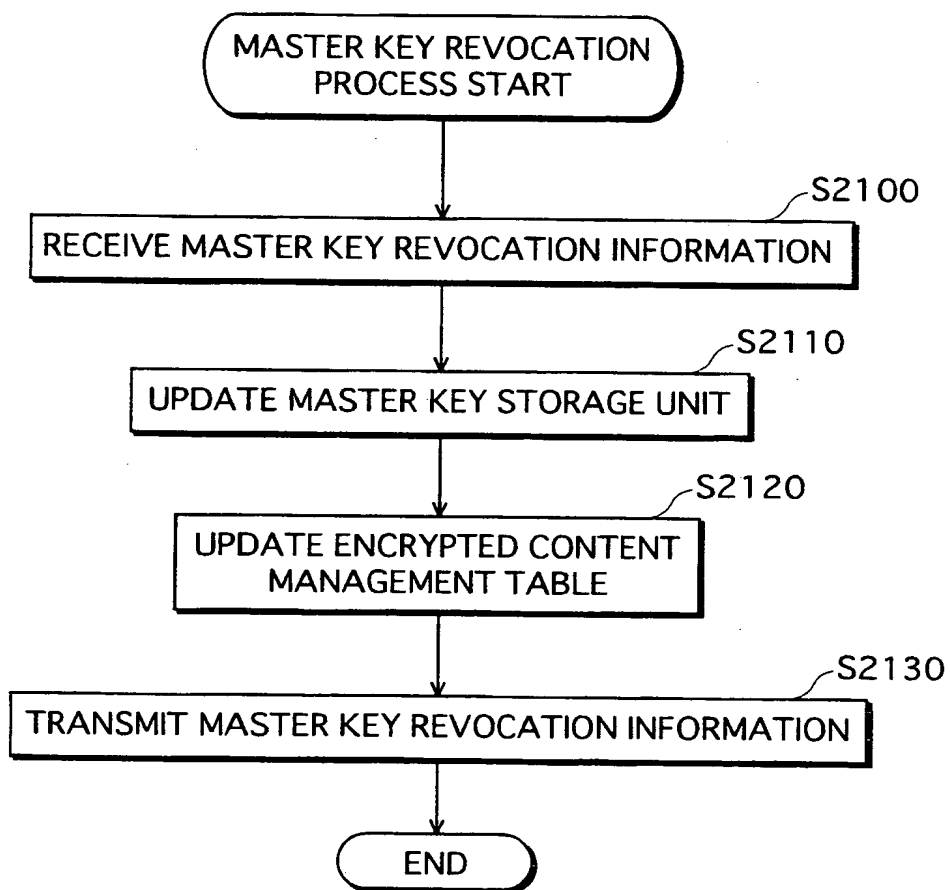 MASTER KEY REVOCATION
PROCESS START
S2100
RECEIVE MASTER KEY REVOCATION INFORMATION
S2110
UPDATE MASTER KEY STORAGE UNIT
S2120
UPDATE ENCRYPTED CONTENT
MANAGEMENT TABLE
S2130
TRANSMIT MASTER KEY REVOCATION INFORMATION
END